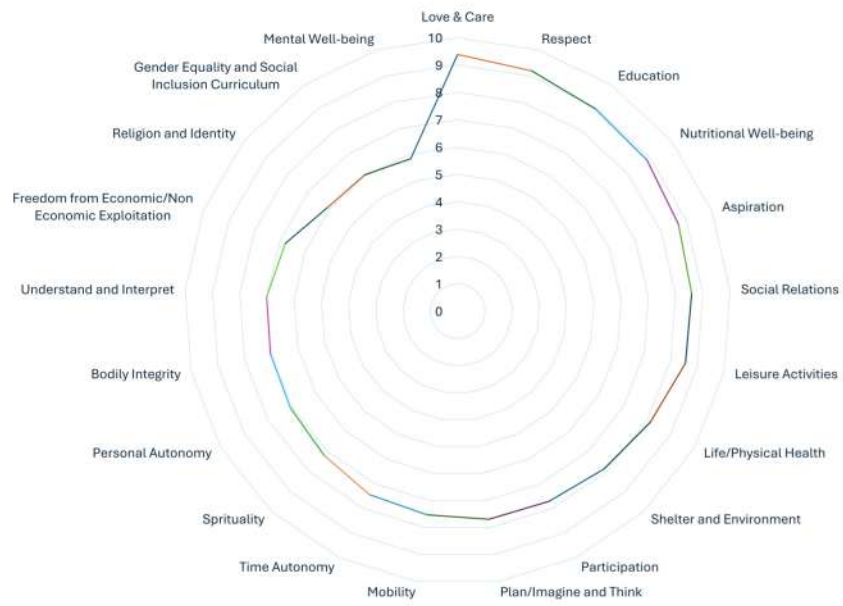 Love & Care
Respect
Education
Nutritional Well-being
Aspiration
Social Relations
Leisure Activities
Life/Physical Health
Shelter and Environment
Participation
Plan/Imagine and Think
Mobility
Time Autonomy
Sprituality
Personal Autonomy
Bodily Integrity
Understand and Interpret
Freedom from Economic/Non
Economic Exploitation
Religion and Identity
Gender Equality and Social
Inclusion Curriculum
Mental Well-being
10
9
8
7
6
5
4
3
2
1
0